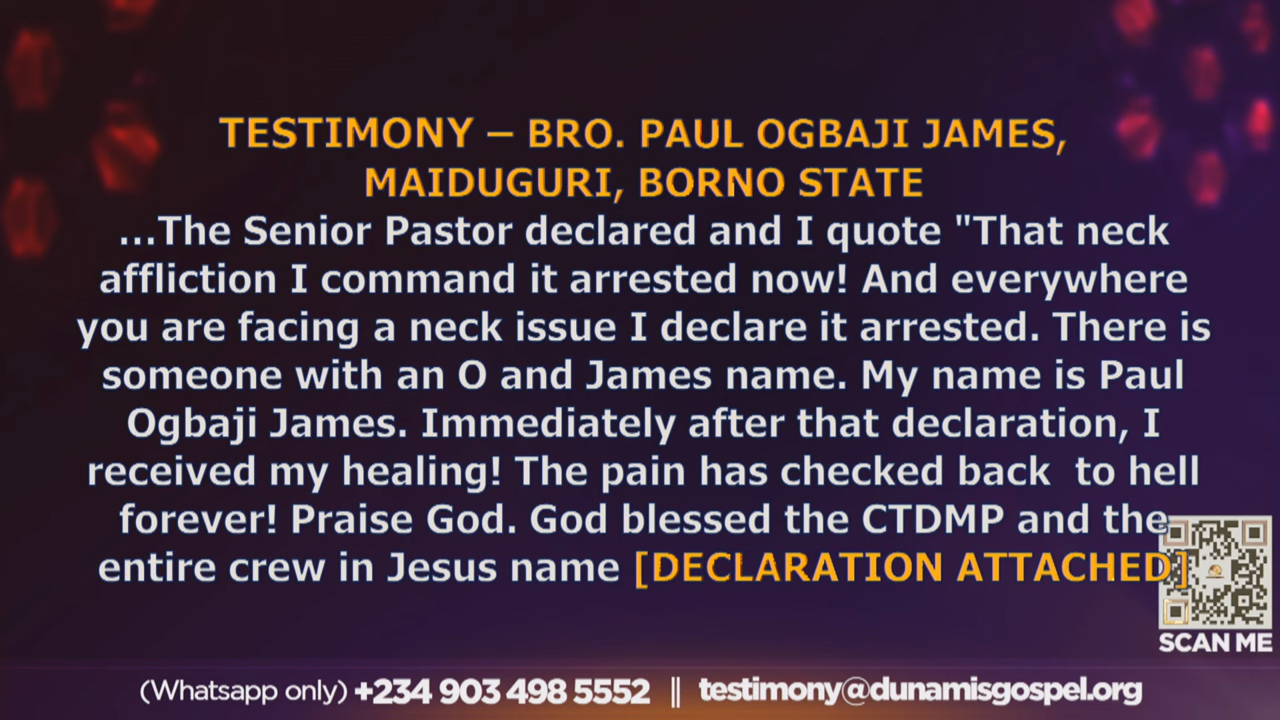 TESTIMONY – BRO. PAUL OGBAJI JAMES,
MAIDUGURI, BORNO STATE
...The Senior Pastor declared and I quote "That neck
affliction I command it arrested now! And everywhere
you are facing a neck issue I declare it arrested. There is
someone with an O and James name. My name is Paul
Ogbaji James. Immediately after that declaration, I
received my healing! The pain has checked back  to hell
forever! Praise God. God blessed the CTDMP and the
entire crew in Jesus name [DECLARATION ATTACHED]
SCAN ME
(Whatsapp only) +234 903 498 5552 || testimony@dunamisgospel.org